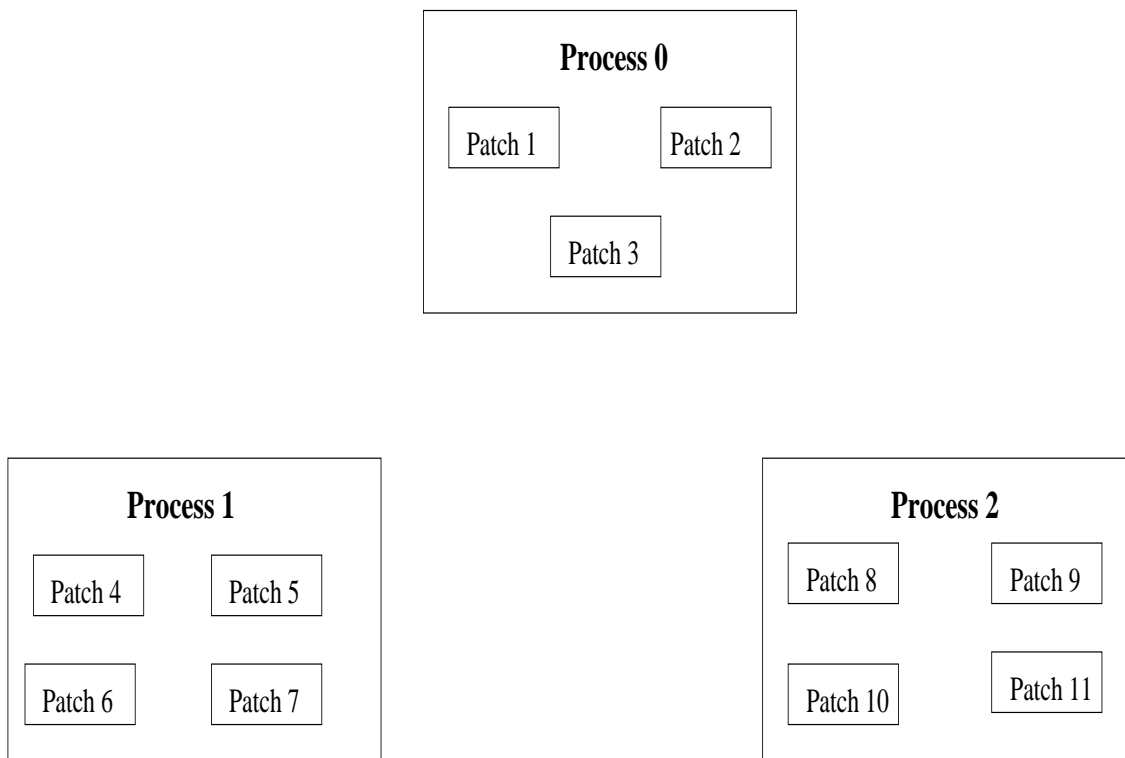 Process 0
Patch 1
Patch 2
Patch 3
Process 1
Patch 4
Patch 5
Patch 6
Patch 7
Process 2
Patch 8
Patch 9
Patch 10
Patch 11